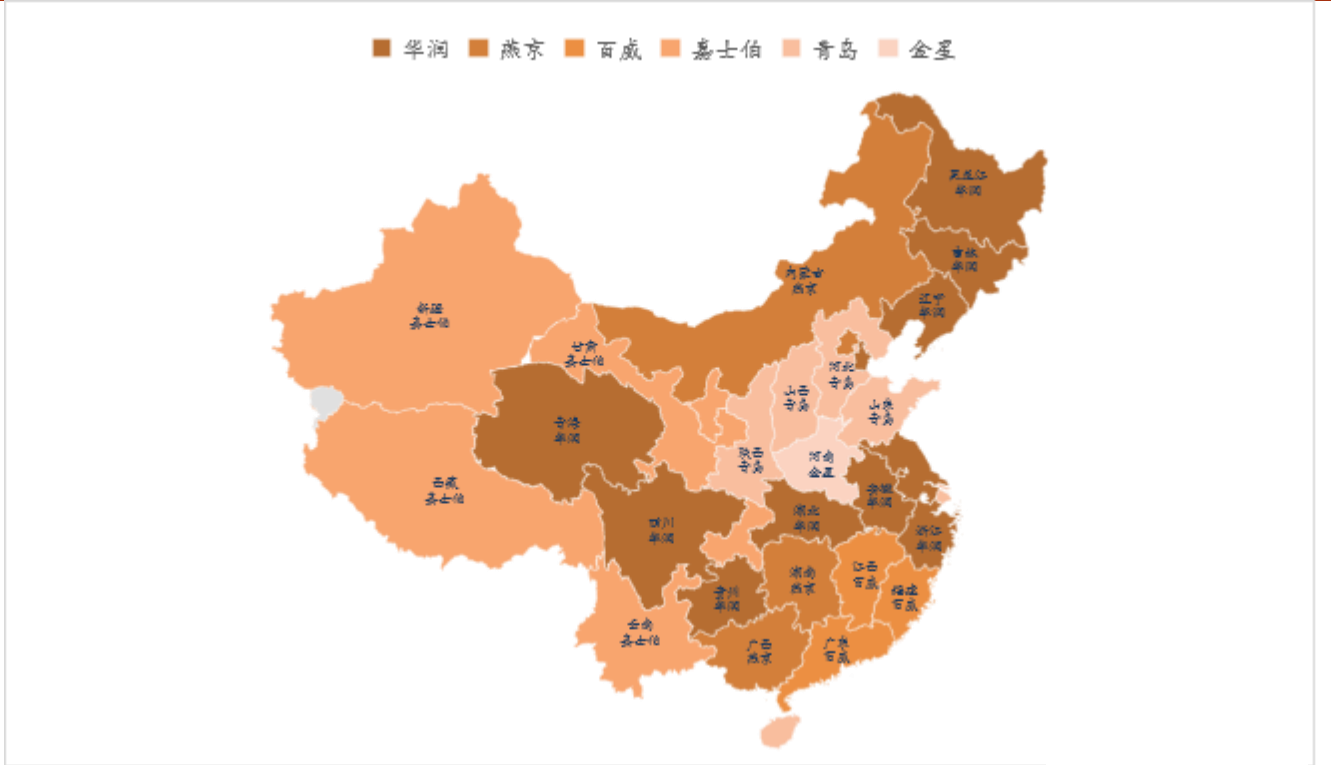 华润 燕京 百威 嘉士伯 青岛 金星
黑龙江
华润
吉林
华润
辽宁
华润
内蒙古
燕京
新疆
嘉士伯
甘肃
嘉士伯
河北
青岛
山西
青岛
山东
青岛
青海
华润
陕西
青岛
河南
金星
西藏
嘉士伯
安徽
华润
湖北
华润
四川
华润
浙江
华润
湖南
燕京
江西
百威
福建
百威
贵州
华润
云南
嘉士伯
广西
燕京
广东
百威